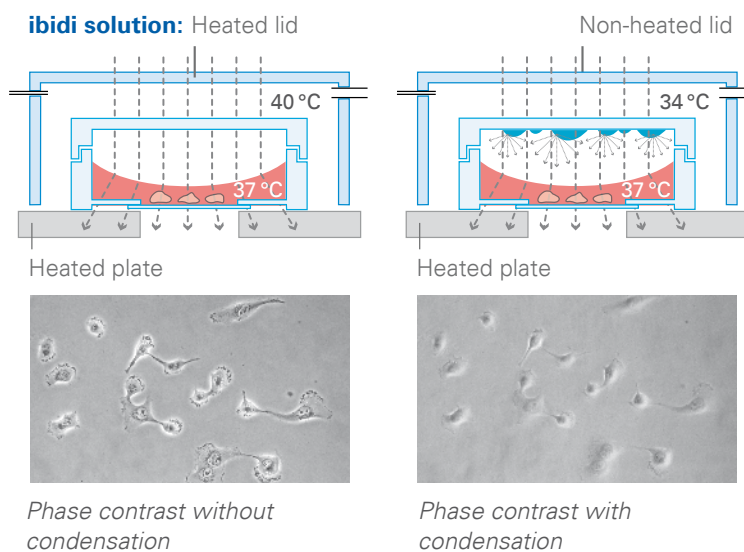 ibidi solution: Heated lid
Non-heated lid
40 °C
34 °C
37 °C
37 °C
Heated plate
Heated plate
Phase contrast without
condensation
Phase contrast with
condensation